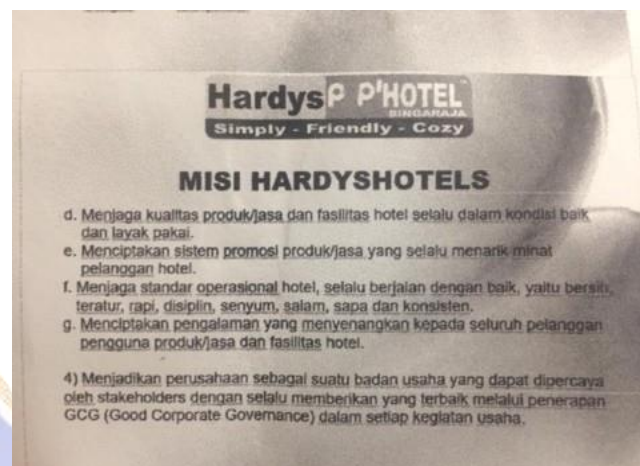 Hardys P P'HOTEL
SINGARAJA
Simply - Friendly - Cozy
MISI HARDYSHOTELS
d. Menjaga kualitas produk/jasa dan fasilitas hotel selalu dalam kondisi baik
dan layak pakai.
e. Menciptakan sistem promosi produk/jasa yang selalu menarik minat
pelanggan hotel.
f. Menjaga standar operasional hotel, selalu berjalan dengan baik, yaitu bersih,
teratur, rapi, disiplin, senyum, salam, sapa dan konsisten.
g. Menciptakan pengalaman yang menyenangkan kepada seluruh pelanggan
pengguna produk/jasa dan fasilitas hotel.
4) Menjadikan perusahaan sebagai suatu badan usaha yang dapat dipercaya
oleh stakeholders dengan selalu memberikan yang terbaik melalui penerapan
GCG (Good Corporate Governance) dalam setiap kegiatan usaha.